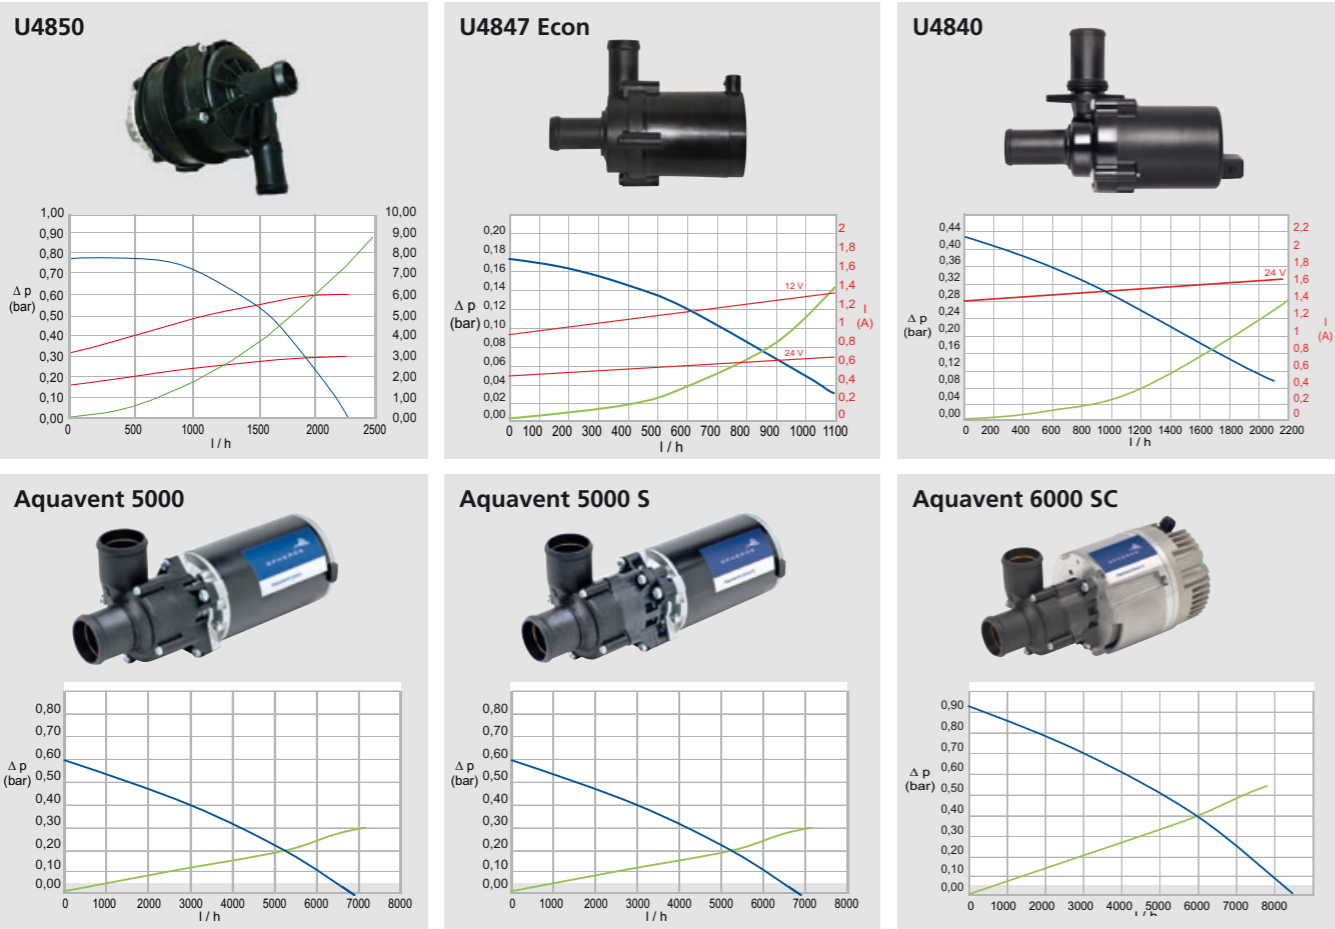 U4850
1,00
0,90
0,80
0,70
0,60
0,50
0,40
0,30
0,20
0,10
0,00
Δ p
(bar)
10,00
9,00
8,00
7,00
6,00
5,00
4,00
3,00
2,00
1,00
0,00
0 500 1000 1500 2000 2500
l / h
U4847 Econ
0,20
0,18
0,16
0,14
0,12
0,10
0,08
0,06
0,04
0,02
0,00
Δ p
(bar)
12 V
24 V
2
1,8
1,6
1,4
1,2
1
0,8
0,6
0,4
0,2
0
I
(A)
0 100 200 300 400 500 600 700 800 900 1000 1100
l / h
U4840
0,44
0,40
0,36
0,32
0,28
0,24
0,20
0,16
0,12
0,08
0,04
0,00
Δ p
(bar)
24 V
2,2
2
1,8
1,6
1,4
1,2
1
0,8
0,6
0,4
0,2
0
I
(A)
0 200 400 600 800 1000 1200 1400 1600 1800 2000 2200
l / h
Aquavent 5000
SPHEROS
0,80
0,70
0,60
0,50
0,40
0,30
0,20
0,10
0,00
Δ p
(bar)
0 1000 2000 3000 4000 5000 6000 7000 8000
l / h
Aquavent 5000 S
SPHEROS
0,80
0,70
0,60
0,50
0,40
0,30
0,20
0,10
0,00
Δ p
(bar)
0 1000 2000 3000 4000 5000 6000 7000 8000
l / h
Aquavent 6000 SC
SPHEROS
0,90
0,80
0,70
0,60
0,50
0,40
0,30
0,20
0,10
0,00
Δ p
(bar)
0 1000 2000 3000 4000 5000 6000 7000 8000
l / h